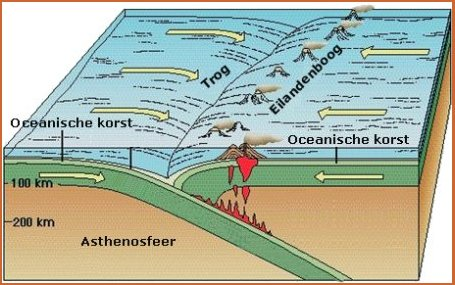 Trog
Eilandenboog
Oceanische korst
Oceanische korst
100 km
200 km
Asthenosfeer